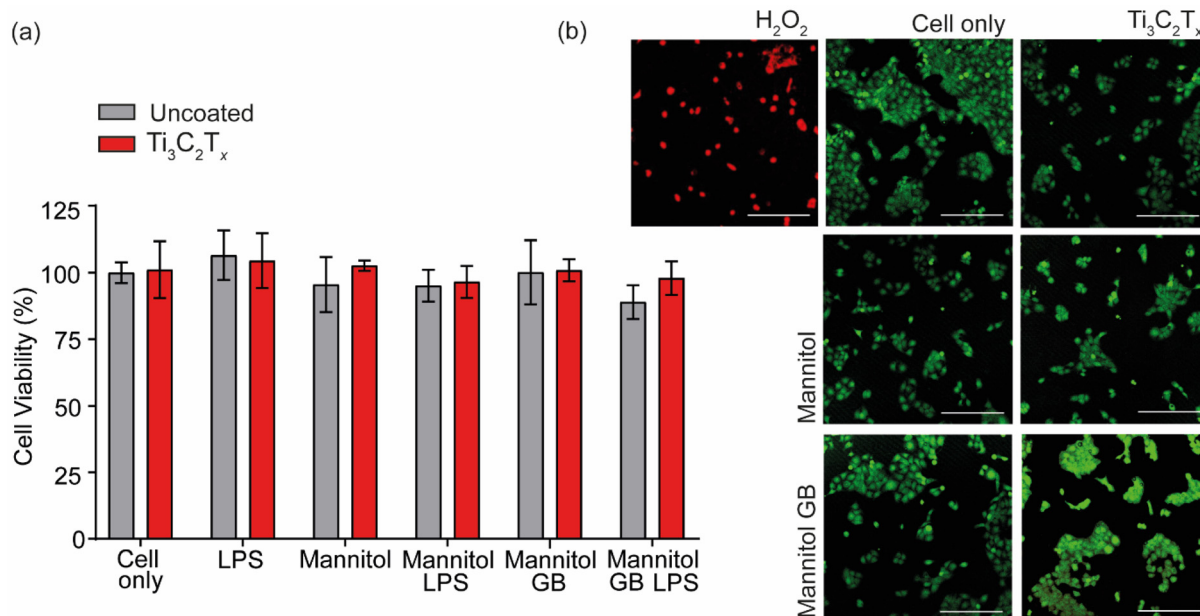 (a)
Uncoated
Ti₃C₂Tₓ
Cell Viability (%)
125
100
75
50
25
0
Cell only
LPS
Mannitol
Mannitol LPS
Mannitol GB
Mannitol GB LPS
(b)
H₂O₂
Cell only
Ti₃C₂Tₓ
Mannitol
Mannitol GB